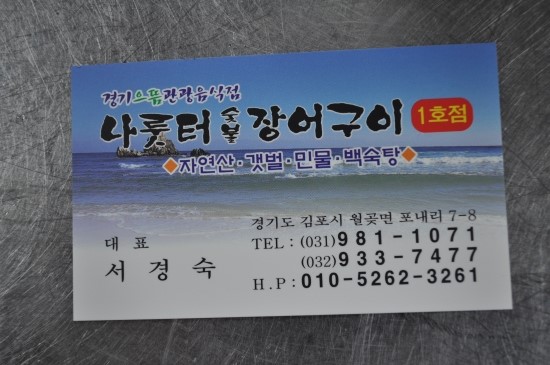 경기으뜸관광음식점
나룻터 숯불 장어구이 1호점
자연산·갯벌·민물·백숙탕
경기도 김포시 월곶면 포내리 7-8
대표 TEL : (031) 981-1071
서경숙 (032) 933-7477
H.P : 010-5262-3261